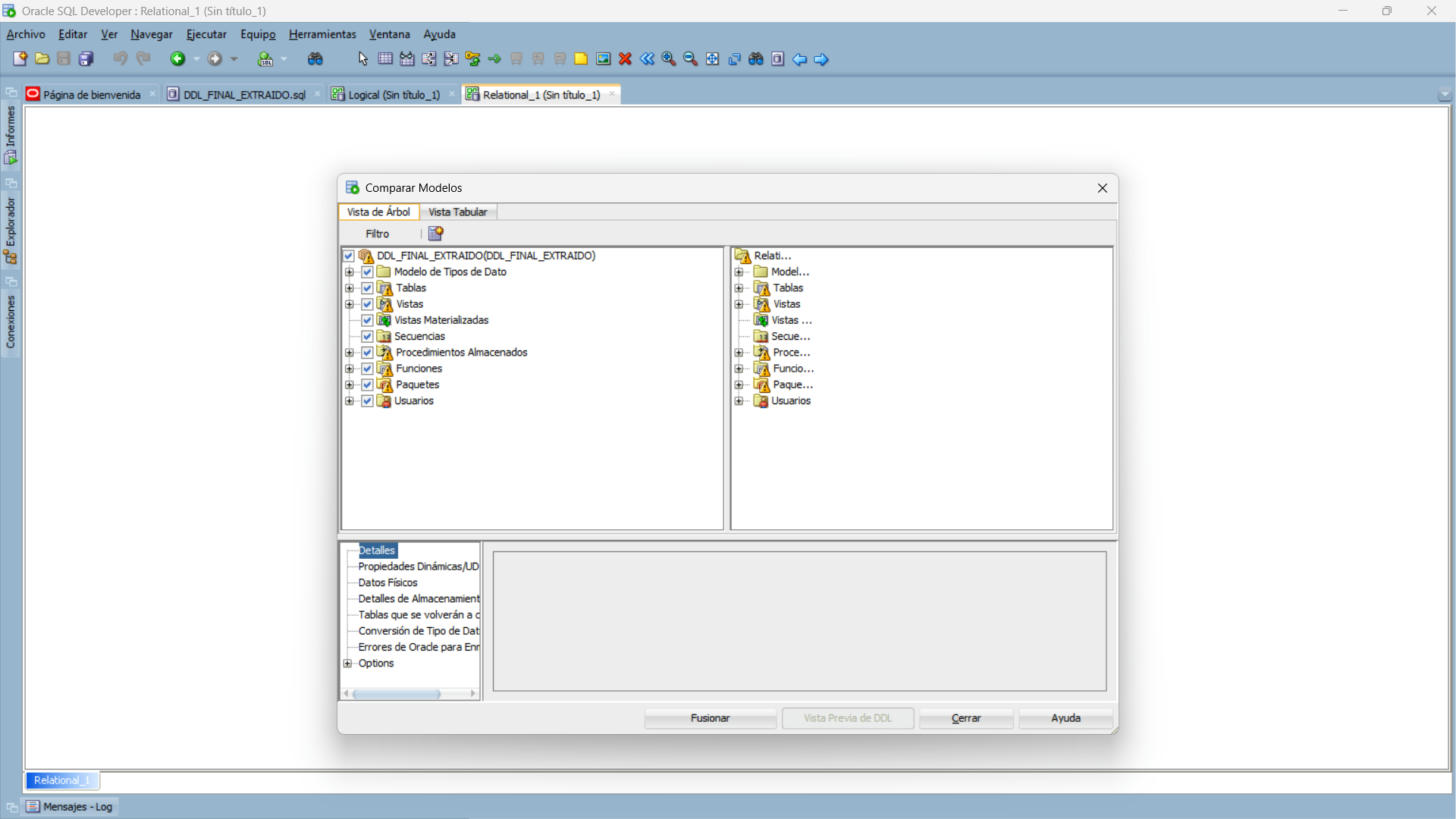 Oracle SQL Developer : Relational_1 (Sin título_1)
Archivo Editar Ver Navegar Ejecutar Equipo Herramientas Ventana Ayuda
Página de bienvenida DDL_FINAL_EXTRAIDO.sql Logical (Sin título_1) Relational_1 (Sin título_1)
Informes
Explorador
Conexiones
Comparar Modelos
Vista de Árbol Vista Tabular
Filtro
DDL_FINAL_EXTRAIDO(DDL_FINAL_EXTRAIDO)
Modelo de Tipos de Dato
Tablas
Vistas
Vistas Materializadas
Secuencias
Procedimientos Almacenados
Funciones
Paquetes
Usuarios
Relati...
Model...
Tablas
Vistas
Vistas ...
Secue...
Proce...
Funcio...
Paque...
Usuarios
Detalles
Propiedades Dinámicas/UD
Datos Físicos
Detalles de Almacenamient
Tablas que se volverán a c
Conversión de Tipo de Dat
Errores de Oracle para Enr
Options
Fusionar Vista Previa de DDL Cerrar Ayuda
Relational_1
Mensajes - Log